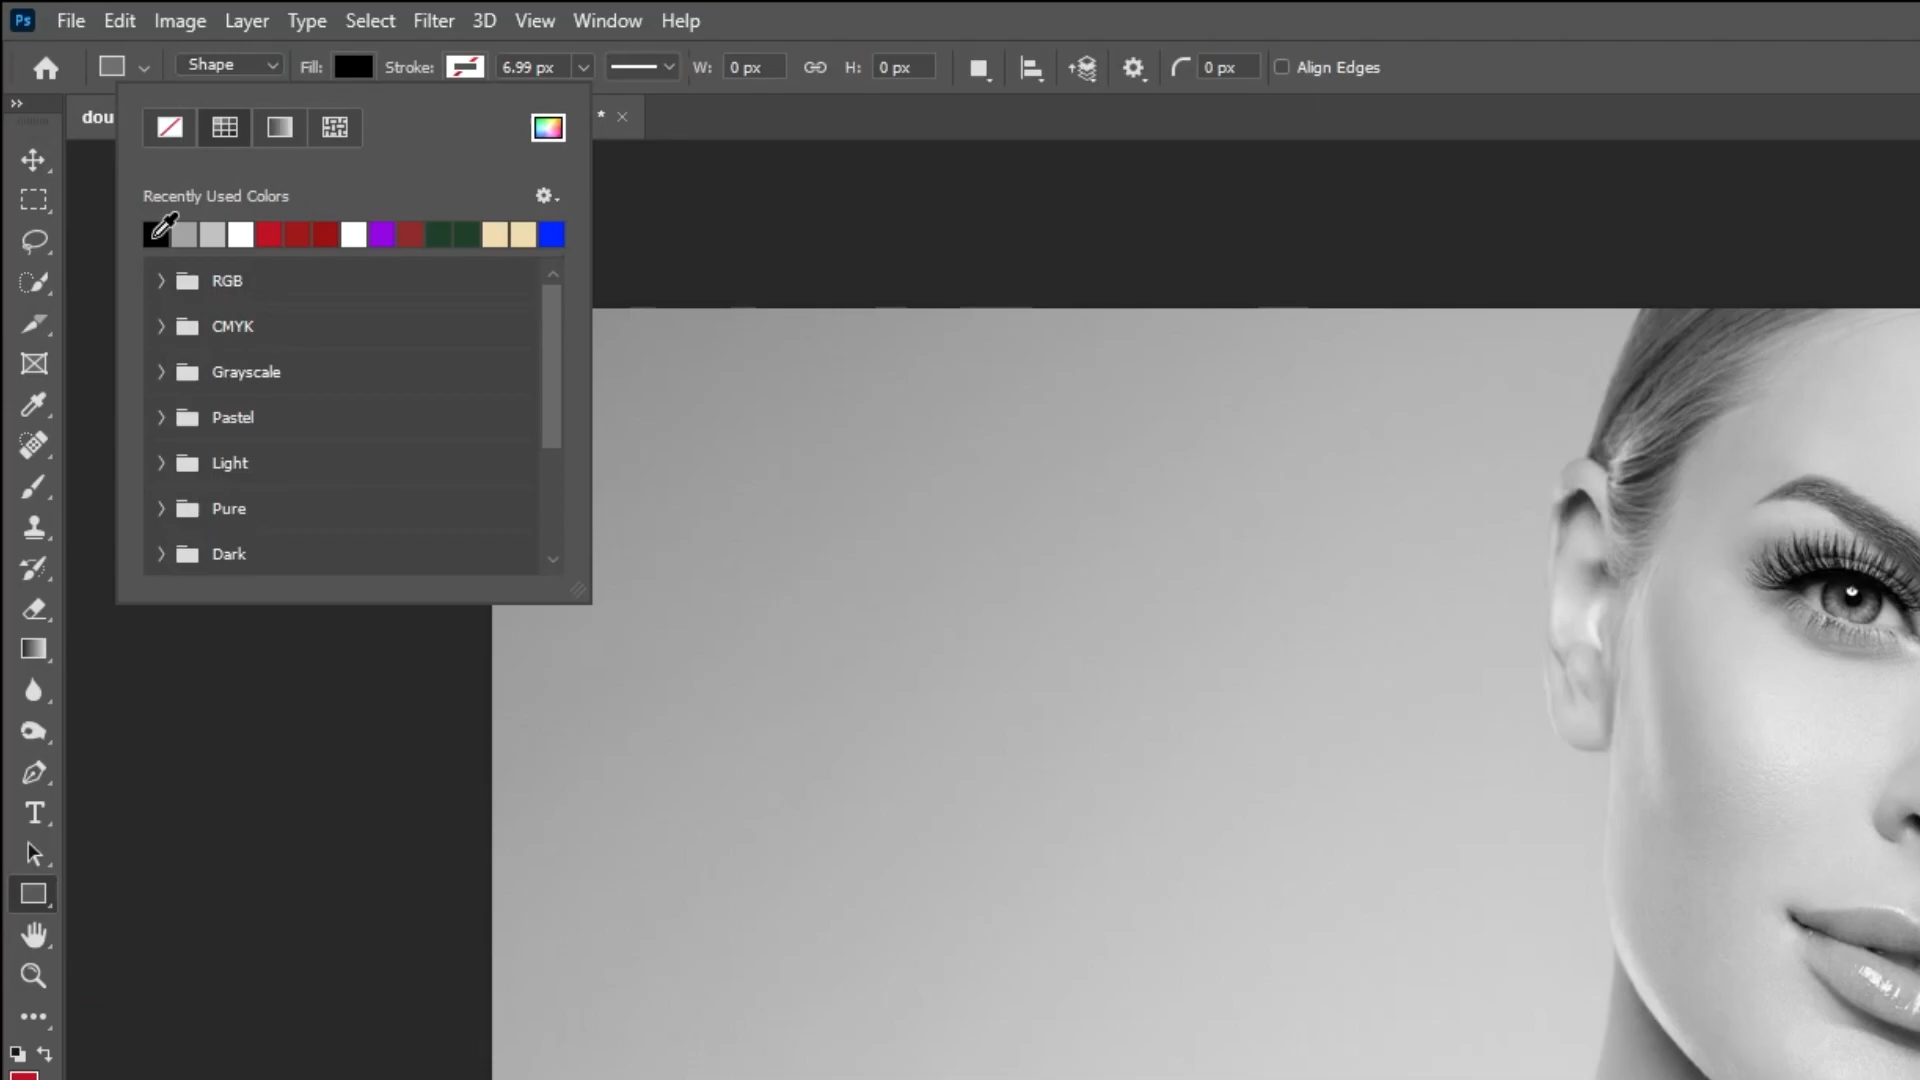 Ps File Edit Image Layer Type Select Filter 3D View Window Help
Shape Fill: Stroke: 6.99 px W: 0 px H: 0 px 0 px Align Edges
dou * ×
Recently Used Colors
RGB
CMYK
Grayscale
Pastel
Light
Pure
Dark